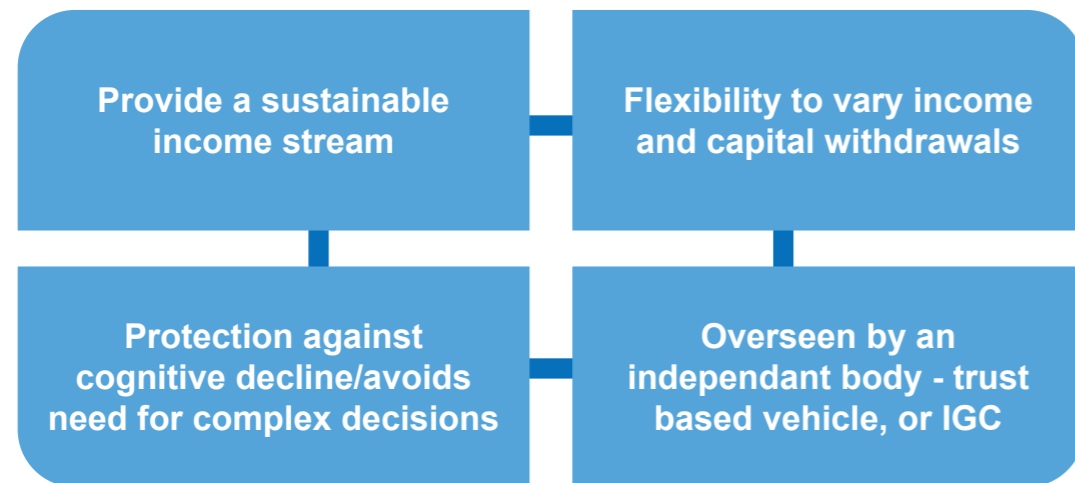 Provide a sustainable
income stream
Flexibility to vary income
and capital withdrawals
Protection against
cognitive decline/avoids
need for complex decisions
Overseen by an
independant body - trust
based vehicle, or IGC